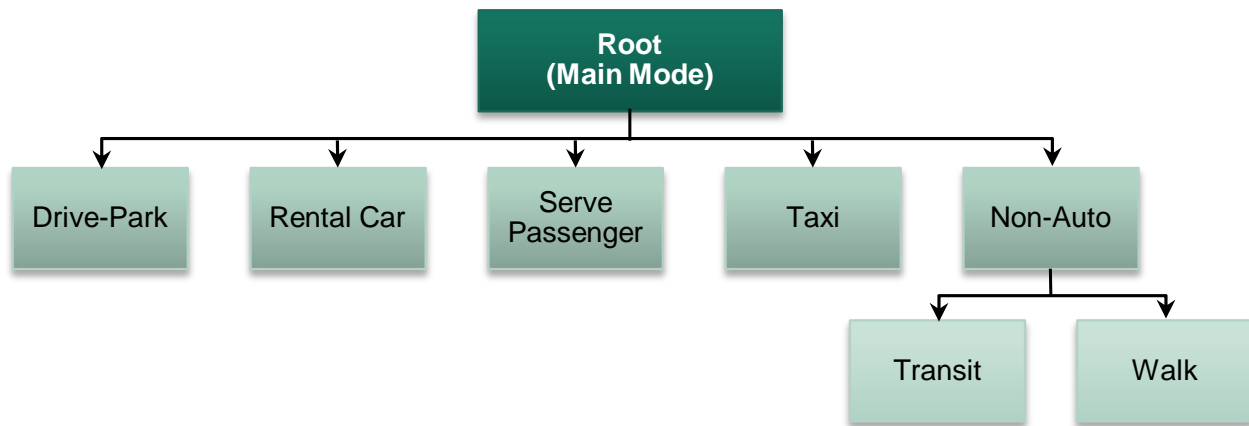 Root
(Main Mode)
Drive-Park
Rental Car
Serve
Passenger
Taxi
Non-Auto
Transit
Walk